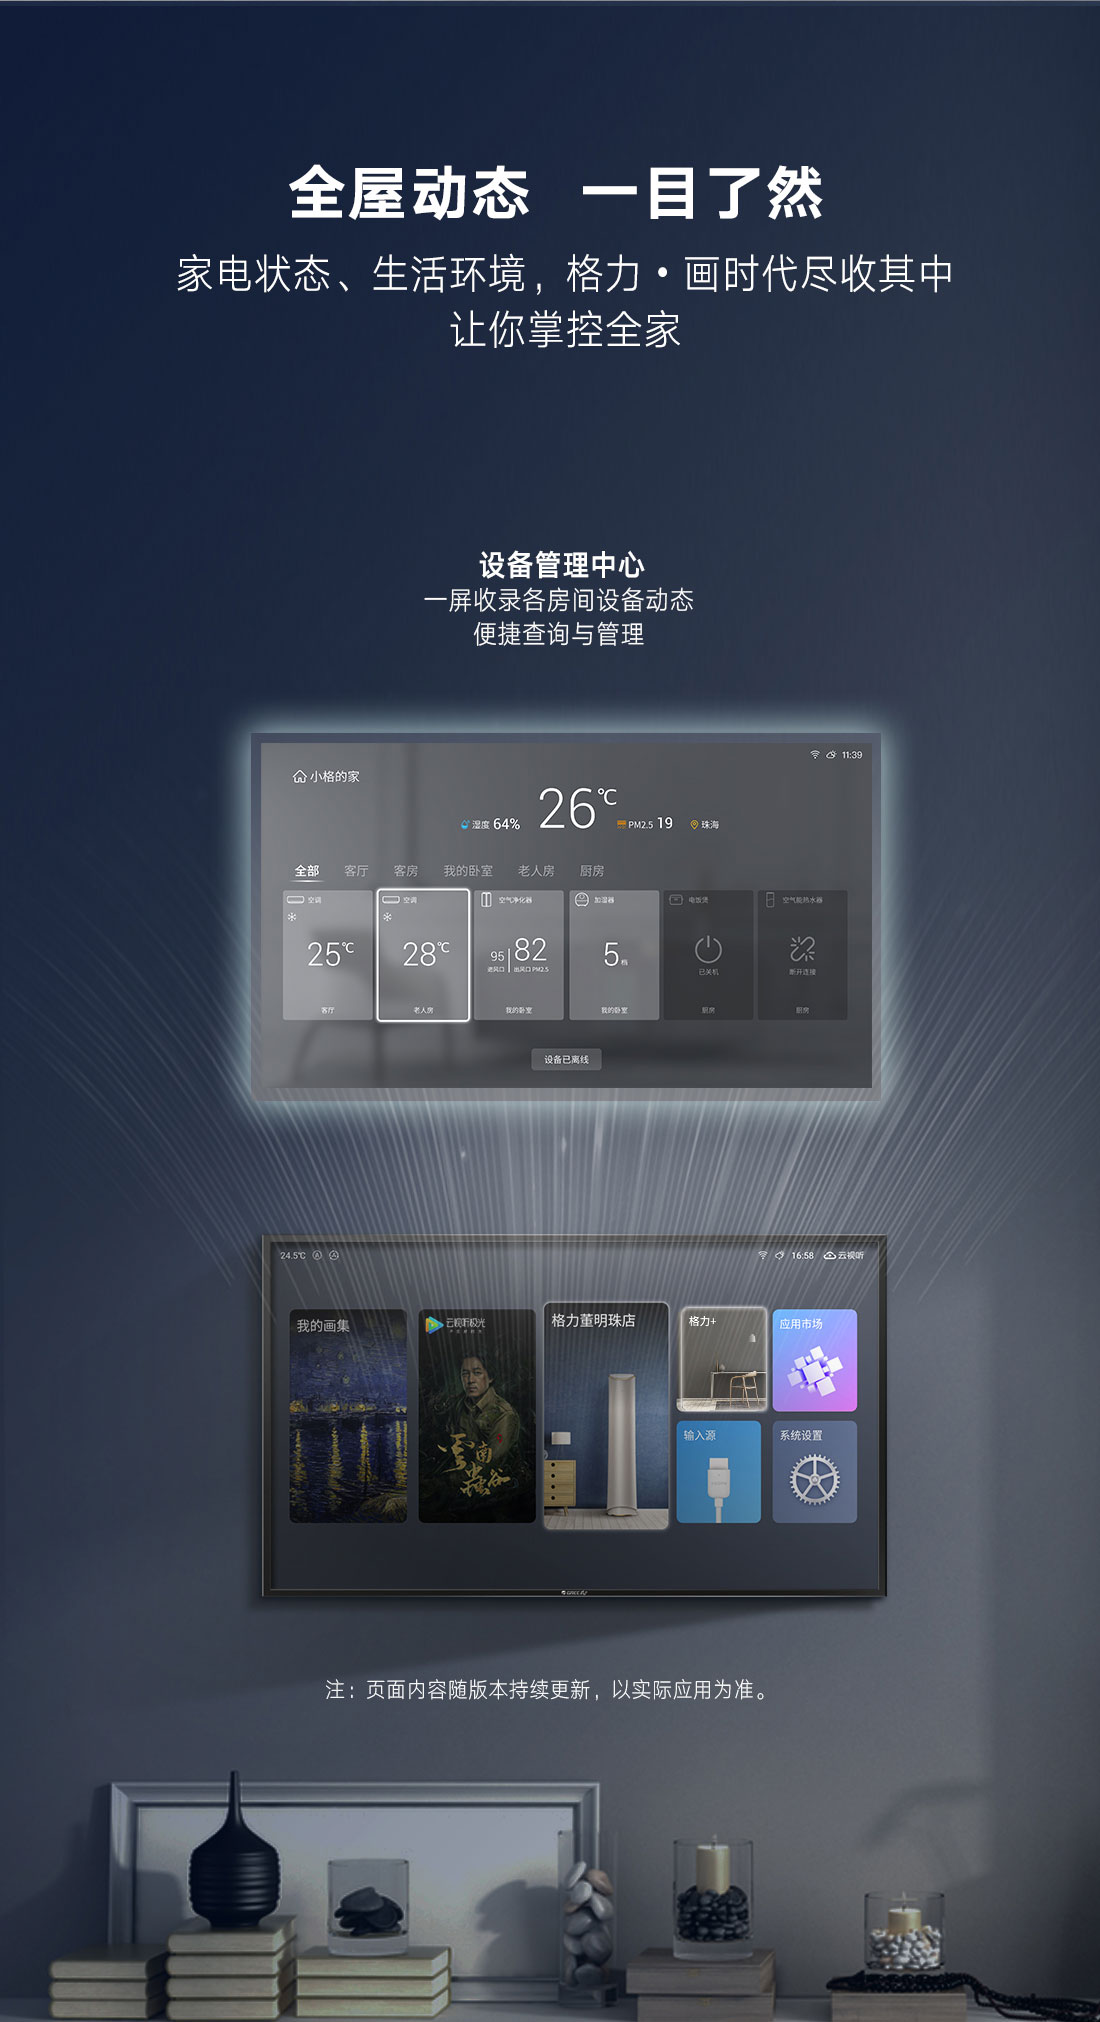 全屋动态 一目了然
家电状态、生活环境，格力·画时代尽收其中
让你掌控全家
设备管理中心
一屏收录各房间设备动态
便捷查询与管理
11:39
小格的家
湿度 64% 26℃ PM2.5 19 珠海
全部 客厅 客房 我的卧室 老人房 厨房
空调 空调 空气净化器 加湿器 电饭煲 空气能热水器
25℃ 28℃ 95 82 5档
进风口 出风口 PM2.5
已关机 断开连接
客厅 老人房 我的卧室 我的卧室 厨房 厨房
设备已离线
24.5℃ 16:58 云视听
我的画集
云视听极光
云南虫谷
格力董明珠店
格力+
应用市场
输入源
系统设置
GREE
注：页面内容随版本持续更新，以实际应用为准。